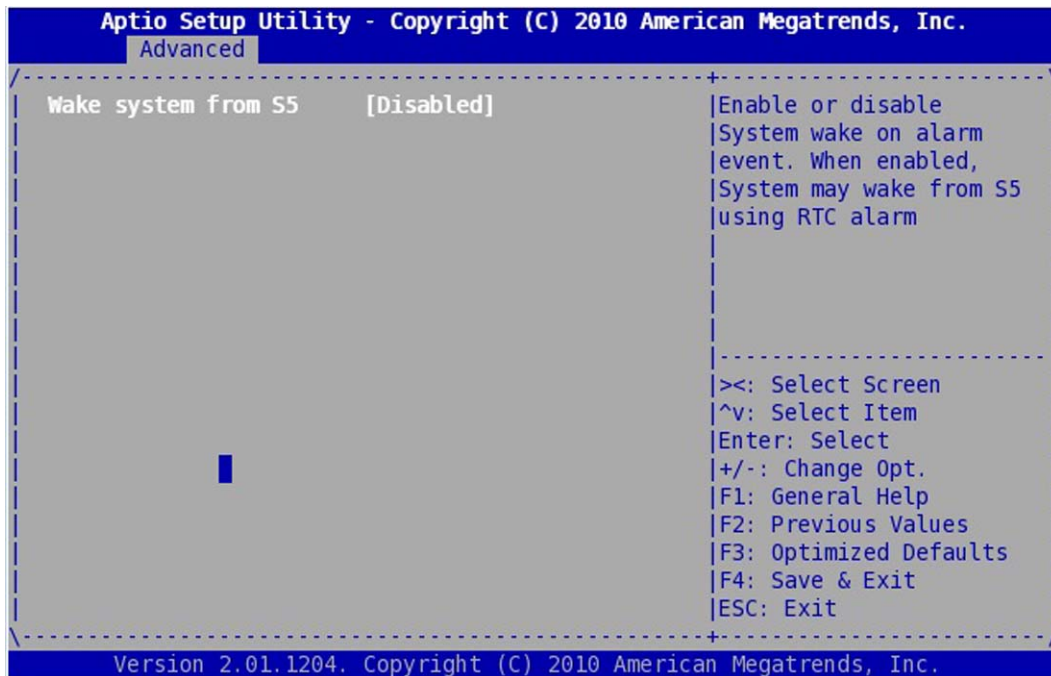 Aptio Setup Utility - Copyright (C) 2010 American Megatrends, Inc.
Advanced
Wake system from S5 [Disabled]
Enable or disable
System wake on alarm
event. When enabled,
System may wake from S5
using RTC alarm
><: Select Screen
^v: Select Item
Enter: Select
+/-: Change Opt.
F1: General Help
F2: Previous Values
F3: Optimized Defaults
F4: Save & Exit
ESC: Exit
Version 2.01.1204. Copyright (C) 2010 American Megatrends, Inc.